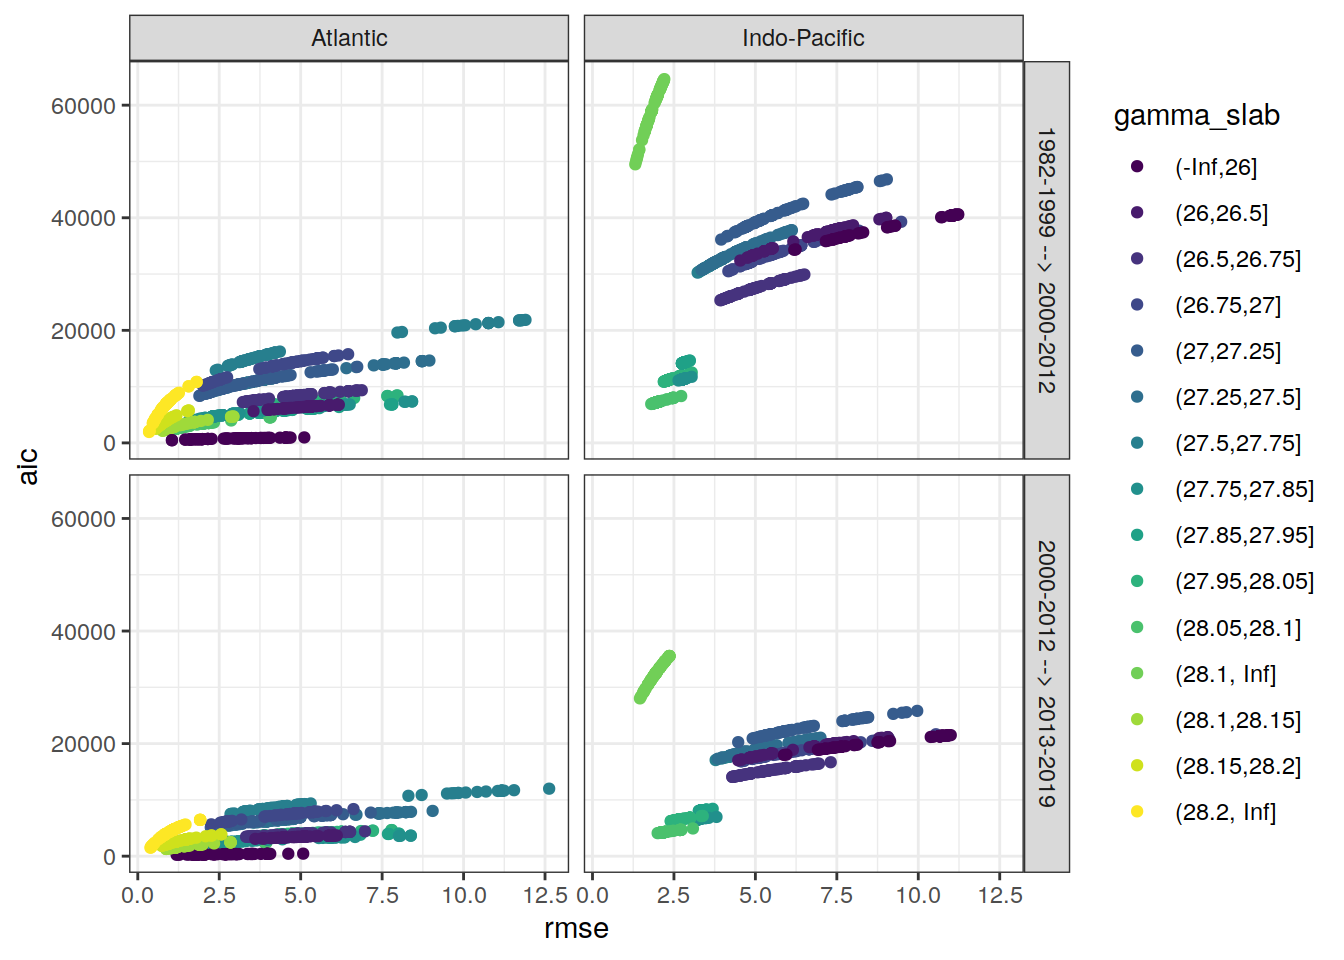 Atlantic
Indo-Pacific
60000
40000
20000
0
1982-1999 --> 2000-2012
60000
40000
20000
0
2000-2012 --> 2013-2019
0.0 2.5 5.0 7.5 10.0 12.5
0.0 2.5 5.0 7.5 10.0 12.5
rmse
aic
gamma_slab
(-Inf,26]
(26,26.5]
(26.5,26.75]
(26.75,27]
(27,27.25]
(27.25,27.5]
(27.5,27.75]
(27.75,27.85]
(27.85,27.95]
(27.95,28.05]
(28.05,28.1]
(28.1, Inf]
(28.1,28.15]
(28.15,28.2]
(28.2, Inf]